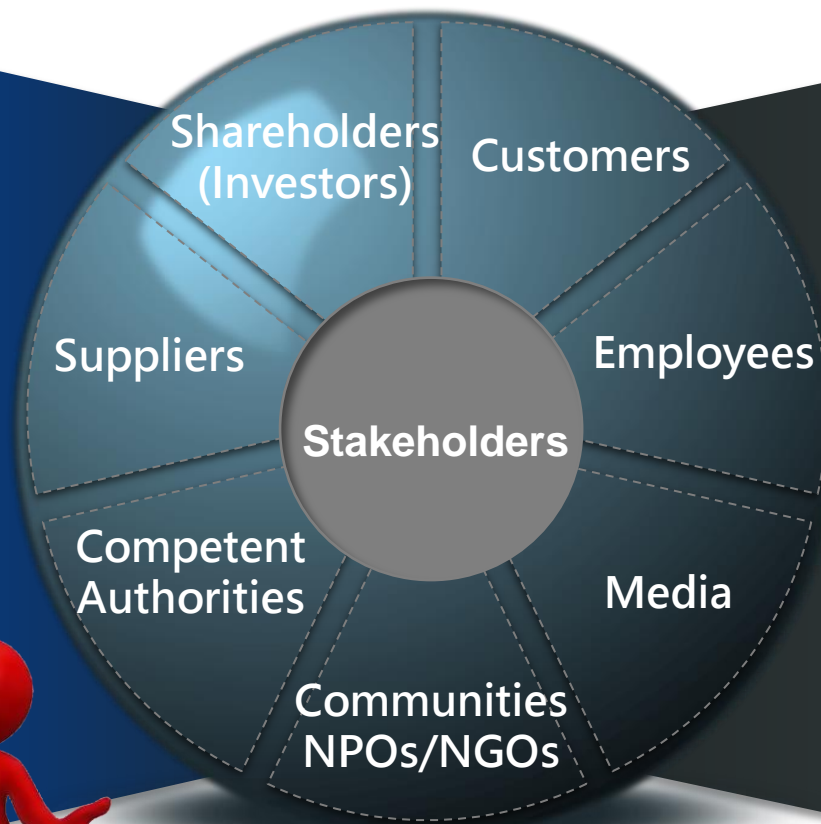 Shareholders
(Investors)
Customers
Suppliers
Employees
Stakeholders
Competent
Authorities
Media
Communities
NPOs/NGOs